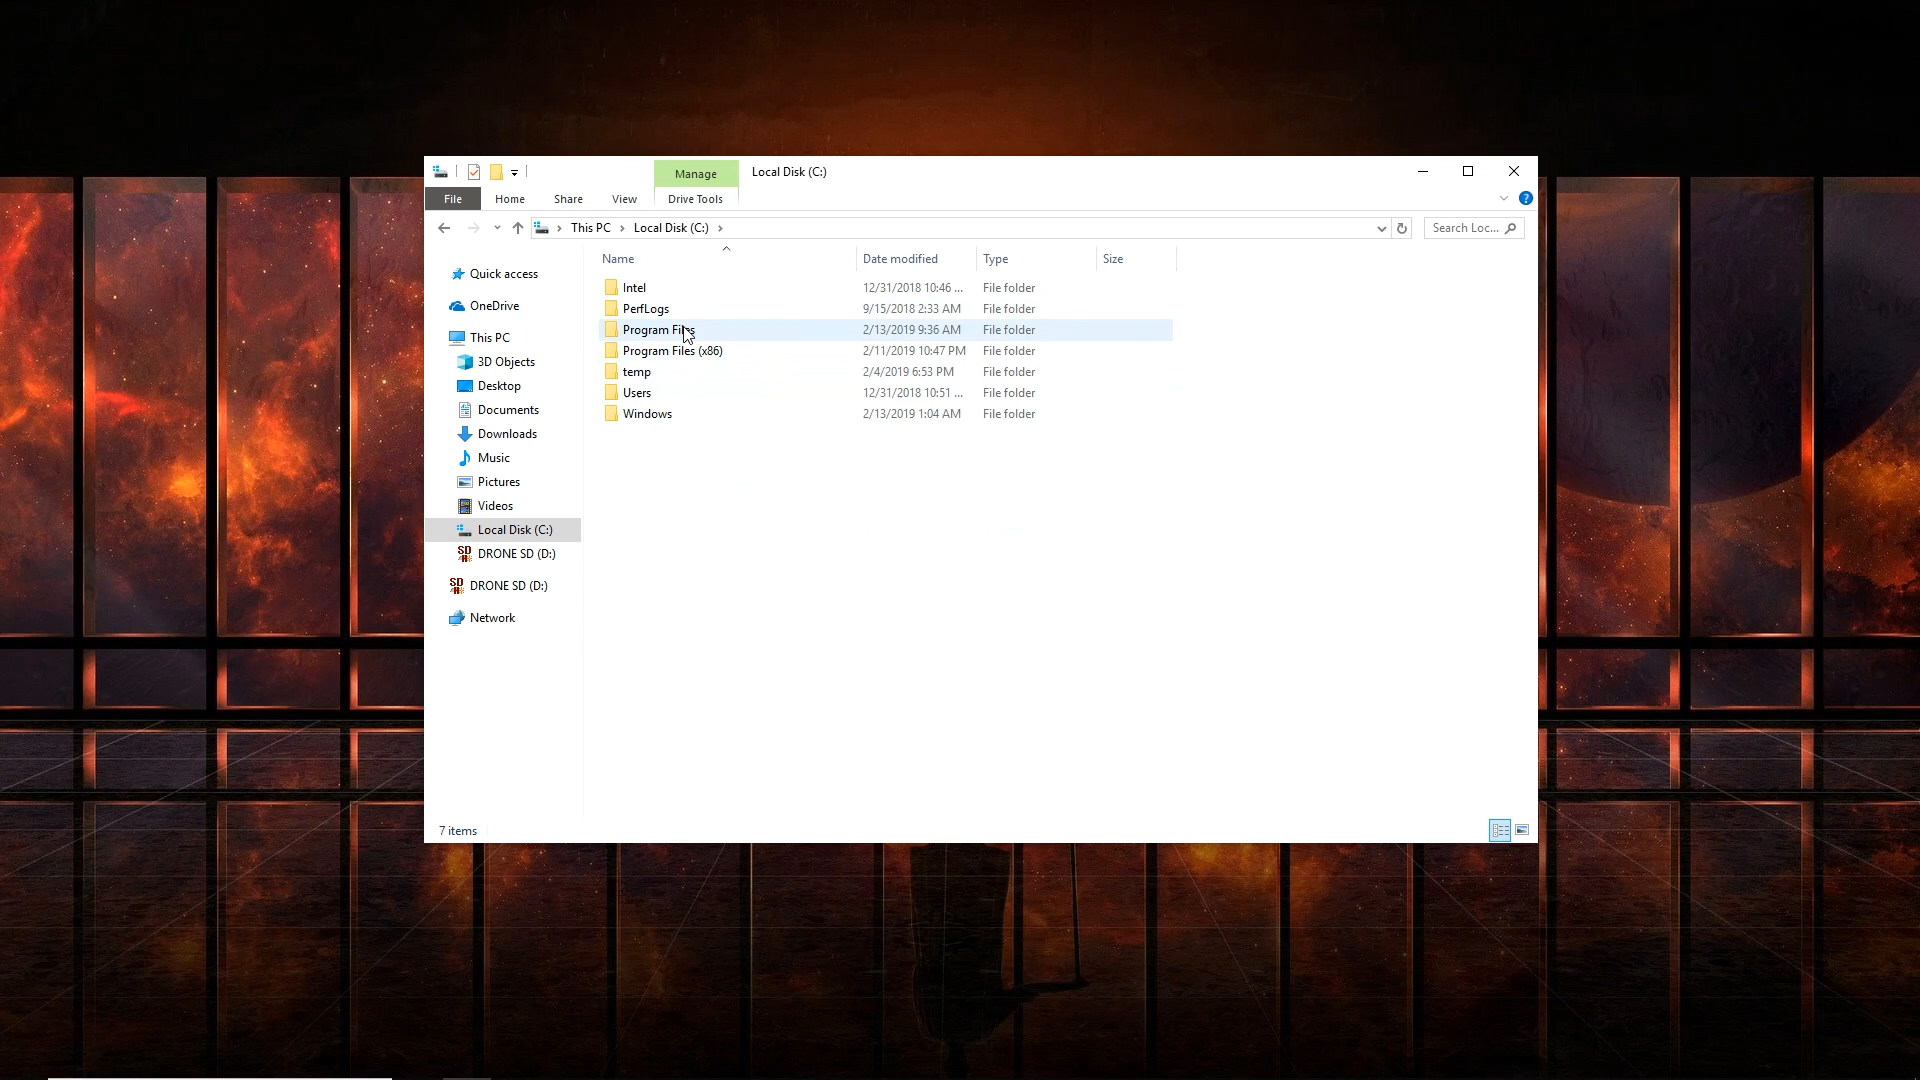 Manage
Local Disk (C:)
File
Home
Share
View
Drive Tools
This PC
Local Disk (C:)
Search Loc...
Name
Date modified
Type
Size
Quick access
OneDrive
This PC
3D Objects
Desktop
Documents
Downloads
Music
Pictures
Videos
Local Disk (C:)
DRONE SD (D:)
DRONE SD (D:)
Network
Intel 12/31/2018 10:46 ... File folder
PerfLogs 9/15/2018 2:33 AM File folder
Program Files 2/13/2019 9:36 AM File folder
Program Files (x86) 2/11/2019 10:47 PM File folder
temp 2/4/2019 6:53 PM File folder
Users 12/31/2018 10:51 ... File folder
Windows 2/13/2019 1:04 AM File folder
7 items